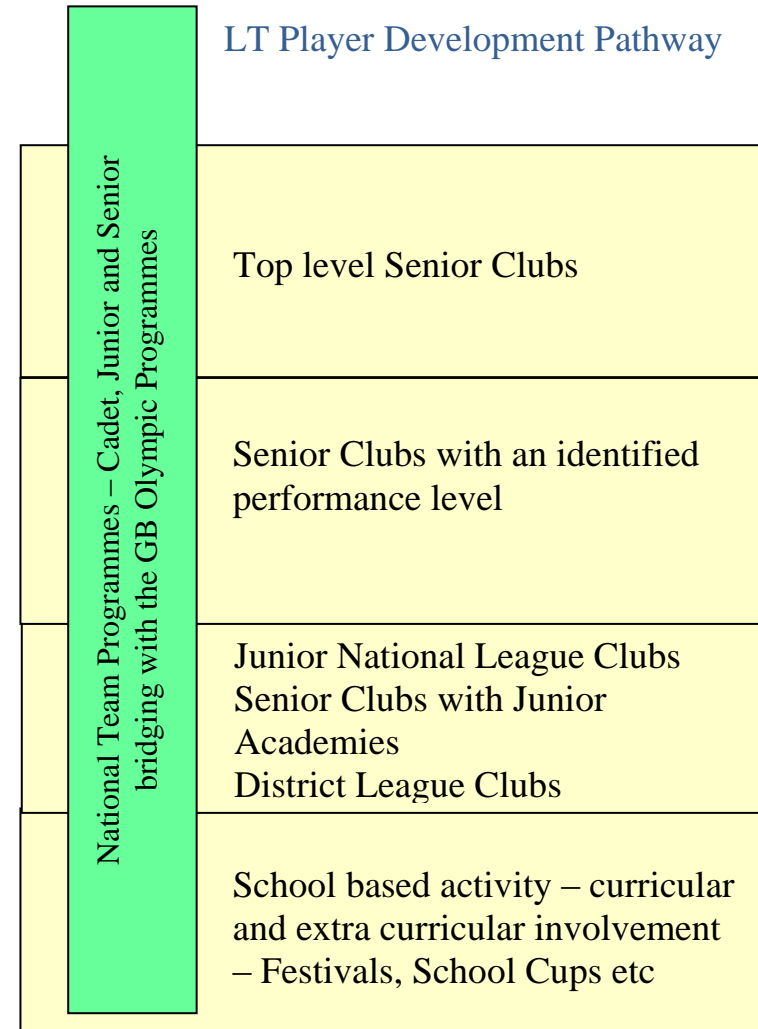 LT Player Development Pathway
National Team Programmes – Cadet, Junior and Senior
bridging with the GB Olympic Programmes
Top level Senior Clubs
Senior Clubs with an identified
performance level
Junior National League Clubs
Senior Clubs with Junior
Academies
District League Clubs
School based activity – curricular
and extra curricular involvement
– Festivals, School Cups etc